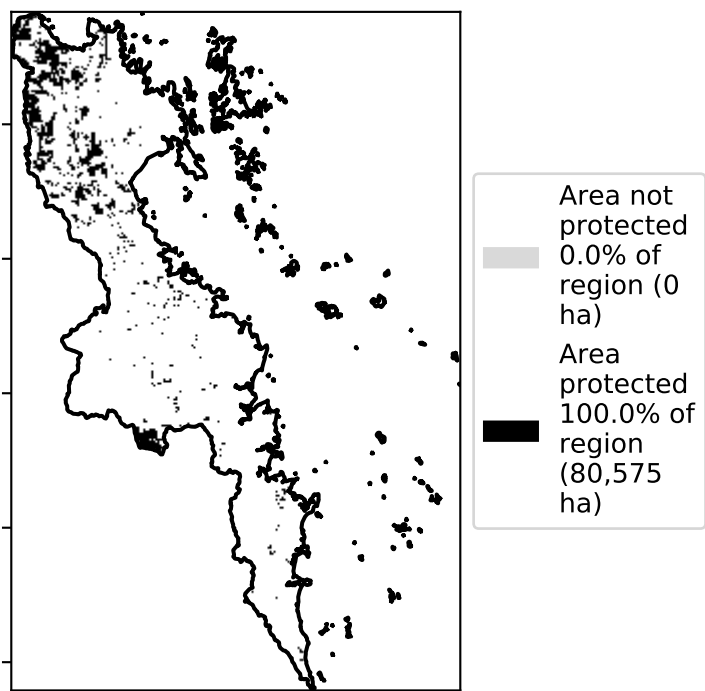 Area not
protected
0.0% of
region (0
ha)
Area
protected
100.0% of
region
(80,575
ha)